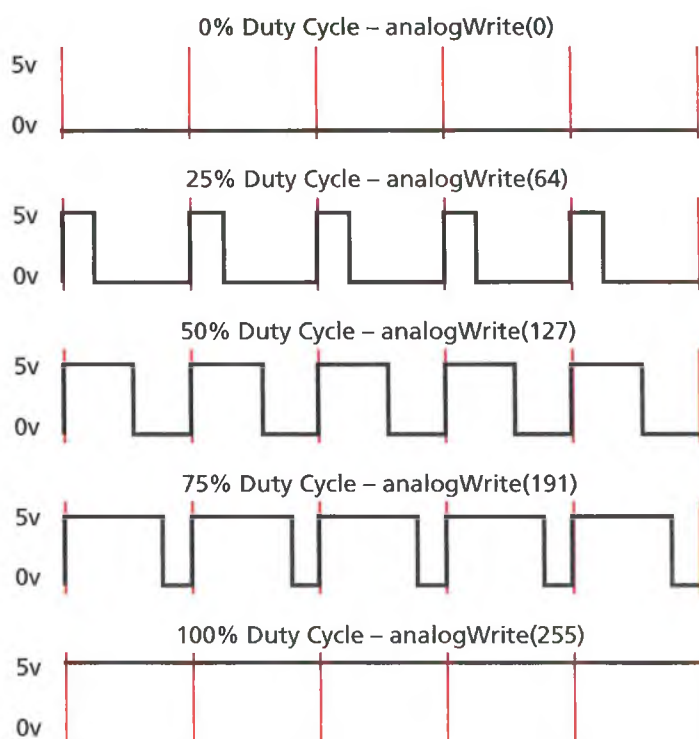 0% Duty Cycle – analogWrite(0)
5v
0v
25% Duty Cycle – analogWrite(64)
5v
0v
50% Duty Cycle – analogWrite(127)
5v
0v
75% Duty Cycle – analogWrite(191)
5v
0v
100% Duty Cycle – analogWrite(255)
5v
0v